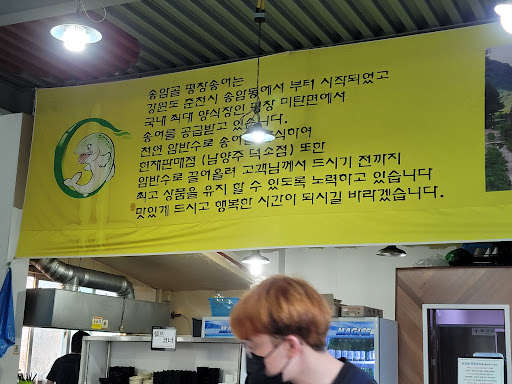 송암골 평창송어는
강원도 춘천시 송암동에서 부터 시작되었고
국내 최대 양식장인 평창 미탄면에서
송어를 공급받고 있습니다.
천연 암반수로 송어를 식하여
현재판매점 (남양주 덕소점) 또한
암반수로 끌어올려 고객님께서 드시기 전까지
최고 상품을 유지 할 수 있도록 노력하고 있습니다
맛있게 드시고 행복한 시간이 되시길 바라겠습니다.
셀프
코너